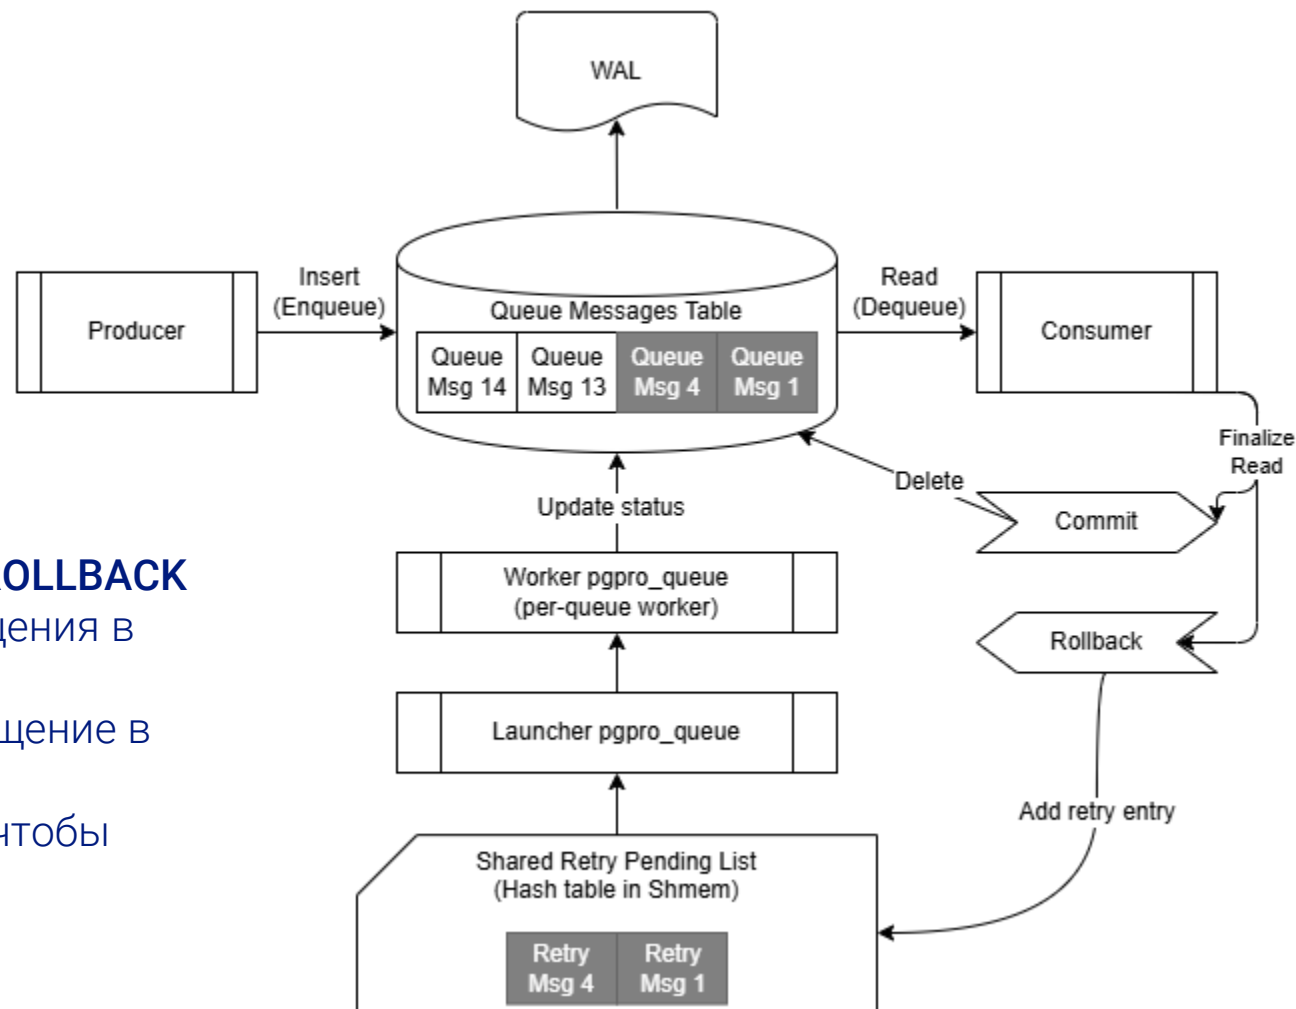 WAL
Producer
Insert
(Enqueue)
Queue Messages Table
Queue
Msg 14
Queue
Msg 13
Queue
Msg 4
Queue
Msg 1
Read
(Dequeue)
Consumer
Finalize
Read
Delete
Commit
Update status
Worker pgpro_queue
(per-queue worker)
Rollback
Launcher pgpro_queue
Add retry entry
Shared Retry Pending List
(Hash table in Shmem)
Retry
Msg 4
Retry
Msg 1
OLLBACK
ения в
щение в
чтобы